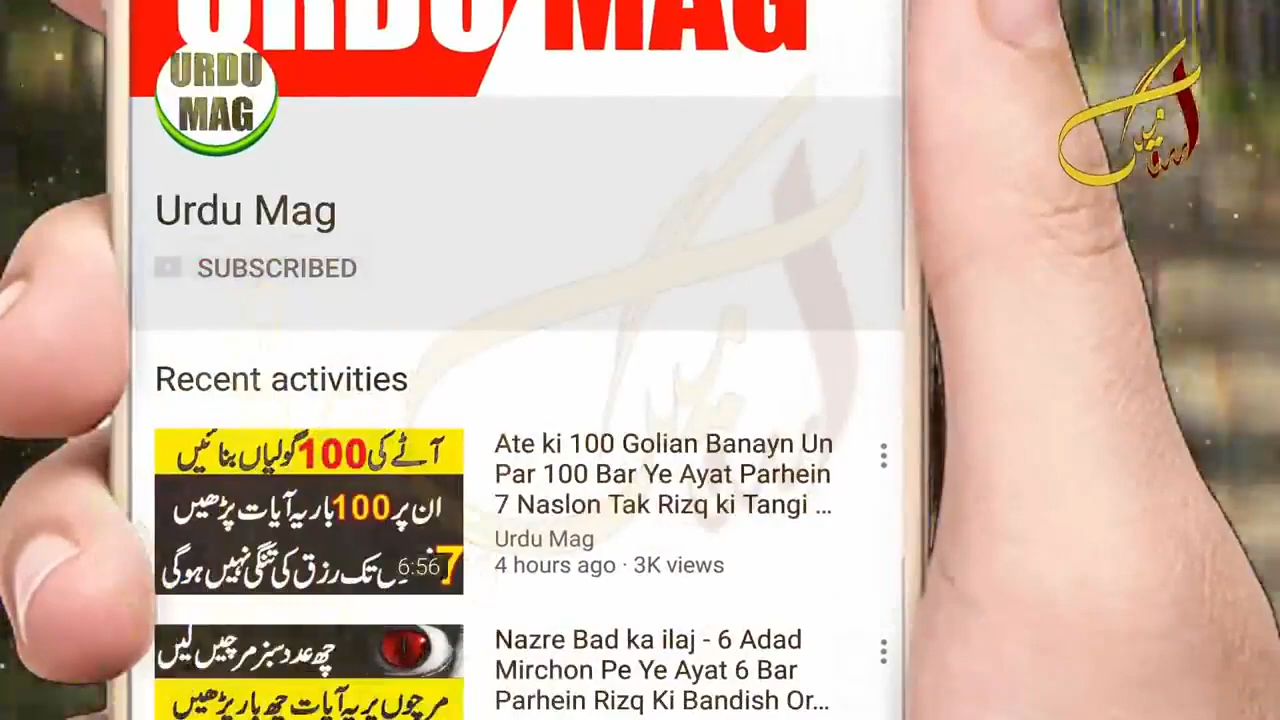 URDU MAG
URDU
MAG
Urdu Mag
SUBSCRIBED
Recent activities
آٹے کی 100 گولیاں بنائیں
ان پر 100 بار یہ آیات پڑھیں
تک رزق کی تنگی نہیں ہوگی 7
6:56
Ate ki 100 Golian Banayn Un
Par 100 Bar Ye Ayat Parhein
7 Naslon Tak Rizq ki Tangi ...
Urdu Mag
4 hours ago · 3K views
چھ عدد سبز مرچیں لیں
مرچوں پر یہ آیات چھ بار پڑھیں
Nazre Bad ka ilaj - 6 Adad
Mirchon Pe Ye Ayat 6 Bar
Parhein Rizq Ki Bandish Or...